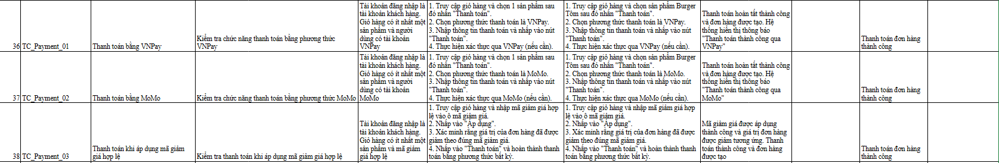 36 TC_Payment_01
Thanh toán bằng VNPay
Kiểm tra chức năng thanh toán bằng phương thức
VNPay
Tài khoản đăng nhập là
tài khoản khách hàng.
Giỏ hàng có ít nhất một
sản phẩm và người
dùng có tài khoản
VNPay
1. Truy cập giỏ hàng và chọn 1 sản phẩm sau
đó nhấn "Thanh toán".
2. Chọn phương thức thanh toán là VNPay.
3. Nhập thông tin thanh toán và nhấp vào nút
"Thanh toán".
4. Thực hiện xác thực qua VNPay (nếu cần).
1. Truy cập giỏ hàng và chọn sản phẩm Burger
Tôm sau đó nhấn "Thanh toán".
2. Chọn phương thức thanh toán là VNPay.
3. Nhập thông tin thanh toán và nhấp vào nút
"Thanh toán".
4. Thực hiện xác thực qua VNPay (nếu cần).
Thanh toán hoàn tất thành công
và đơn hàng được tạo. Hệ
thống hiển thị thông báo
"Thanh toán thành công qua
VNPay"
Thanh toán đơn hàng
thành công
37 TC_Payment_02
Thanh toán bằng MoMo
Kiểm tra chức năng thanh toán bằng phương thức MoMo
Tài khoản đăng nhập là
tài khoản khách hàng.
Giỏ hàng có ít nhất một
sản phẩm và người
dùng có tài khoản
MoMo
1. Truy cập giỏ hàng và chọn 1 sản phẩm sau
đó nhấn "Thanh toán".
2. Chọn phương thức thanh toán là MoMo.
3. Nhập thông tin thanh toán và nhấp vào nút
"Thanh toán".
4. Thực hiện xác thực qua MoMo (nếu cần).
1. Truy cập giỏ hàng và chọn sản phẩm Burger
Tôm sau đó nhấn "Thanh toán".
2. Chọn phương thức thanh toán là MoMo.
3. Nhập thông tin thanh toán và nhấp vào nút
"Thanh toán".
4. Thực hiện xác thực qua MoMo (nếu cần).
Thanh toán hoàn tất thành công
và đơn hàng được tạo. Hệ
thống hiển thị thông báo
"Thanh toán thành công qua
MoMo"
Thanh toán đơn hàng
thành công
38 TC_Payment_03
Thanh toán khi áp dụng mã giảm
giá hợp lệ
Kiểm tra thanh toán khi áp dụng mã giảm giá hợp lệ
Tài khoản đăng nhập là
tài khoản khách hàng.
Giỏ hàng có ít nhất một
sản phẩm và mã giảm
giá hợp lệ
1. Truy cập giỏ hàng và nhập mã giảm giá hợp
lệ vào ô mã giảm giá.
2. Nhấp vào "Áp dụng".
3. Xác minh rằng giá trị của đơn hàng đã được
giảm theo đúng mã giảm giá.
4. Nhấp vào "Thanh toán" và hoàn thành thanh
toán bằng phương thức bất kỳ.
1. Truy cập giỏ hàng và nhập mã giảm giá hợp
lệ vào ô mã giảm giá.
2. Nhấp vào "Áp dụng".
3. Xác minh rằng giá trị của đơn hàng đã được
giảm theo đúng mã giảm giá.
4. Nhấp vào "Thanh toán" và hoàn thành thanh
toán bằng phương thức bất kỳ.
Mã giảm giá được áp dụng
thành công và giá trị đơn hàng
được giảm tương ứng. Thanh
toán thành công và đơn hàng
được tạo
Thanh toán đơn hàng
thành công